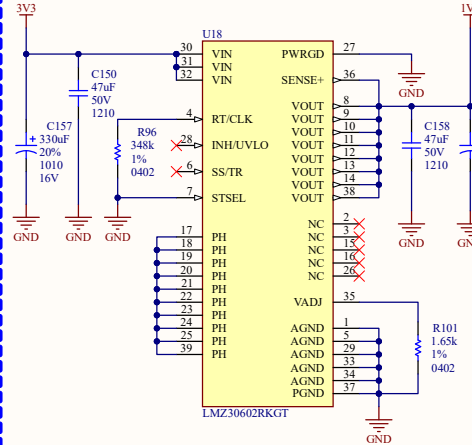 3V3
1V
U18
30 VIN PWRGD 27
31 VIN
32 VIN SENSE+ 36
GND
C150
47uF
50V
1210
VOUT 8
4 RT/CLK VOUT 9
VOUT 10
C157
330uF
20%
1010
16V
R96
348k
1%
0402
28 INH/UVLO VOUT 11
VOUT 12
6 SS/TR VOUT 13
VOUT 14
7 STSEL VOUT 38
C158
47uF
50V
1210
NC 2
GND GND GND
17 PH NC 3
18 PH NC 15
19 PH NC 16
20 PH NC 26
GND
21 PH
22 PH VADJ 35
23 PH
24 PH AGND 1
25 PH AGND 5
39 PH AGND 29
AGND 33
AGND 34
PGND 37
R101
1.65k
1%
0402
LMZ30602RKGT
GND